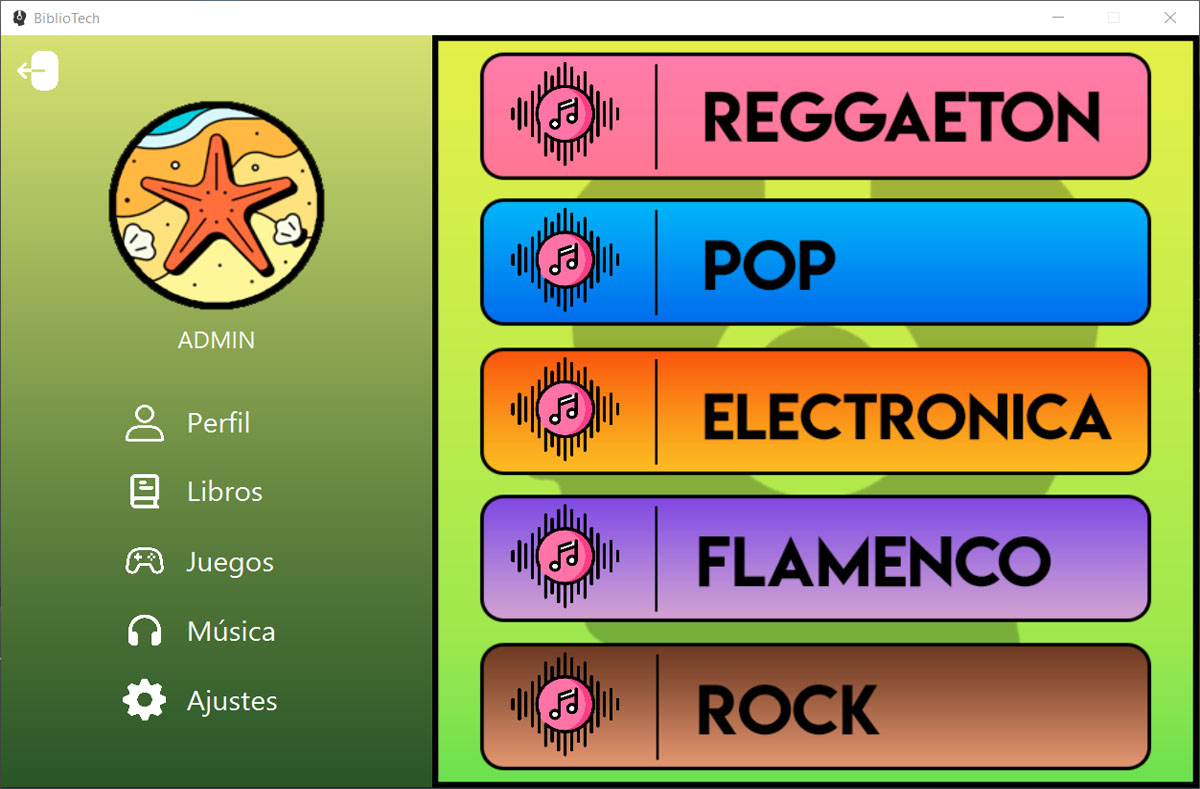 BiblioTech
ADMIN
Perfil
Libros
Juegos
Música
Ajustes
REGGAETON
POP
ELECTRONICA
FLAMENCO
ROCK